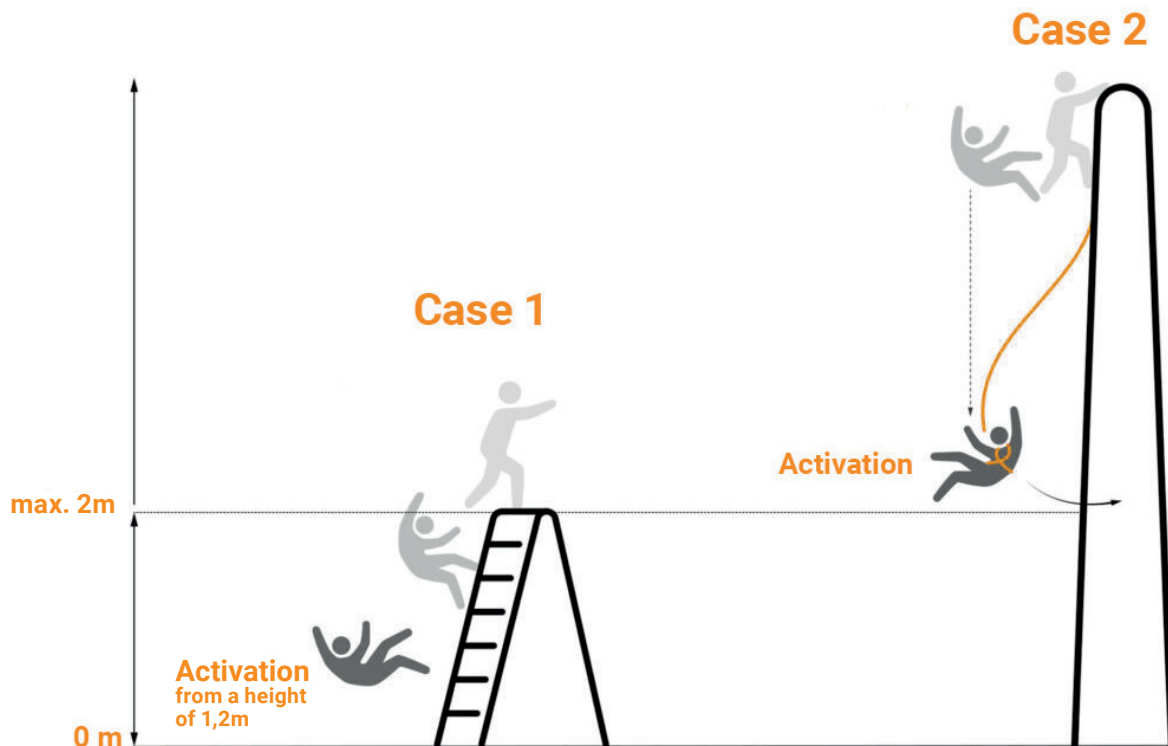 Case 2
Case 1
Activation
max. 2m
Activation
from a height
of 1,2m
0 m